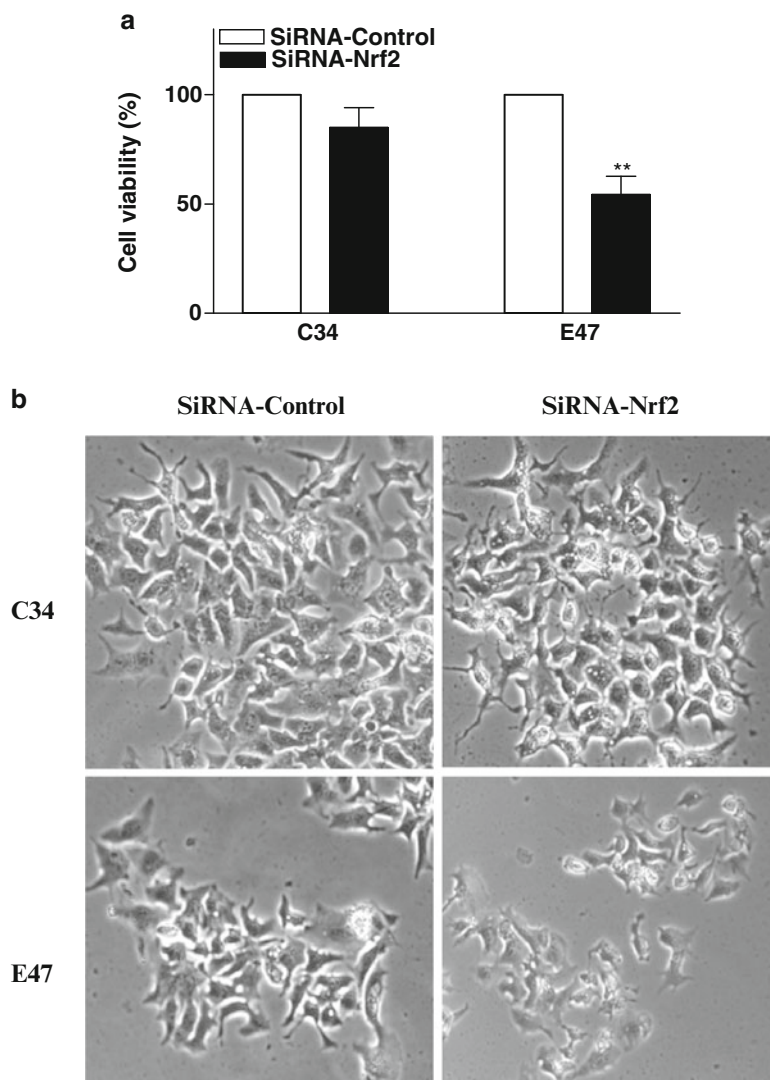 a
SiRNA-Control
SiRNA-Nrf2
Cell viability (%)
100
50
0
**
C34
E47
b
SiRNA-Control
SiRNA-Nrf2
C34
E47